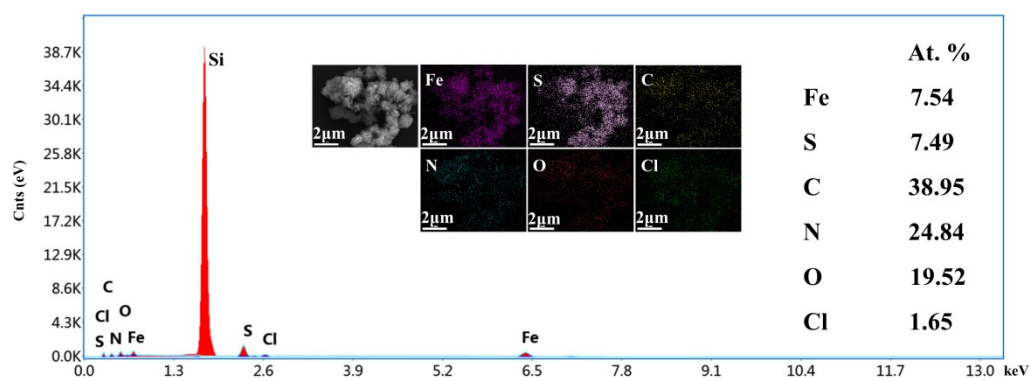 Cnts (eV)
38.7K
34.4K
30.1K
25.8K
21.5K
17.2K
12.9K
8.6K
4.3K
0.0K
0.0
1.3
2.6
3.9
5.2
6.5
7.8
9.1
10.4
11.7
13.0
keV
C
Cl
O
S
N
Fe
Si
S
Cl
Fe
2μm
Fe
2μm
S
2μm
C
2μm
N
2μm
O
2μm
Cl
2μm
At. %
Fe 7.54
S 7.49
C 38.95
N 24.84
O 19.52
Cl 1.65